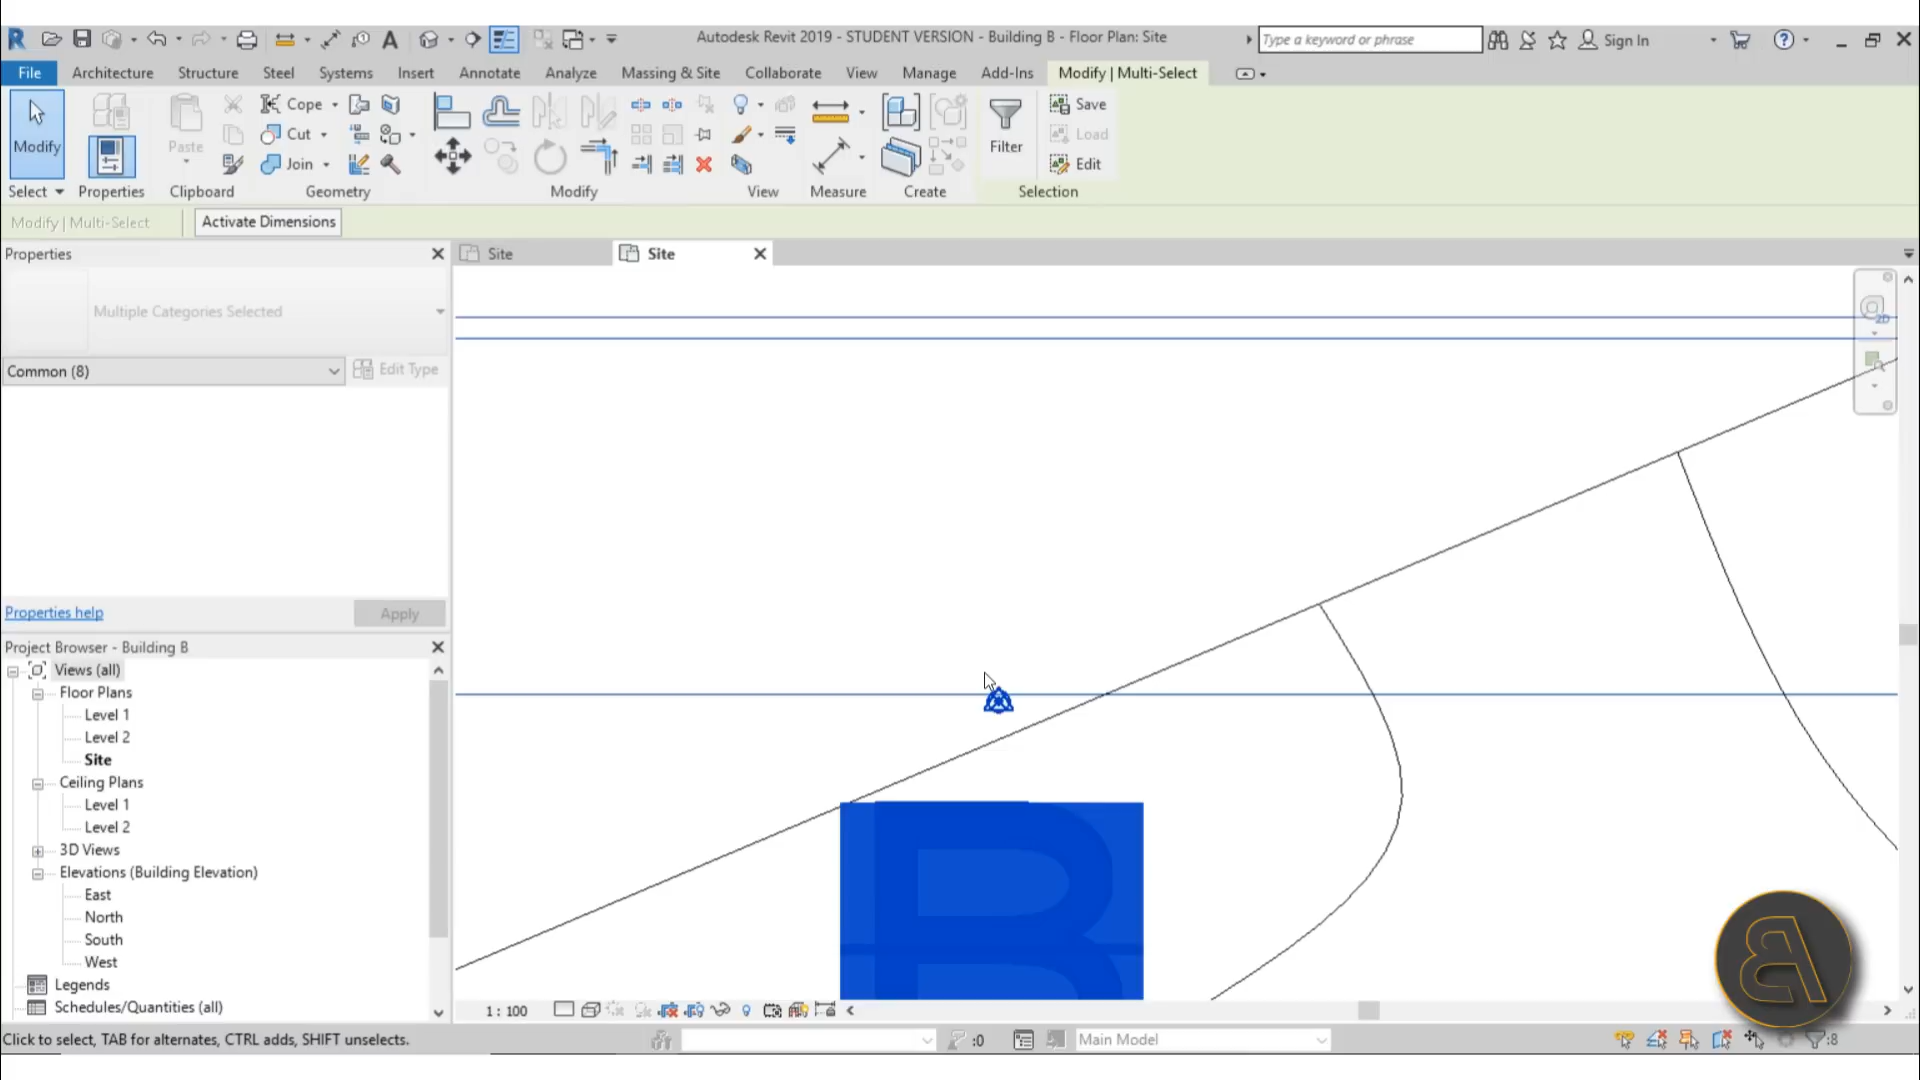 Autodesk Revit 2019 - STUDENT VERSION - Building B - Floor Plan: Site
Type a keyword or phrase
Sign In
File Architecture Structure Steel Systems Insert Annotate Analyze Massing & Site Collaborate View Manage Add-Ins Modify | Multi-Select
Modify
Paste
Cope
Cut
Join
Filter
Save
Load
Edit
Select Properties Clipboard Geometry Modify View Measure Create Selection
Modify | Multi-Select Activate Dimensions
Properties
Site
Site
Multiple Categories Selected
Common (8)
Edit Type
2D
Properties help
Apply
Project Browser - Building B
Views (all)
Floor Plans
Level 1
Level 2
Site
Ceiling Plans
Level 1
Level 2
3D Views
Elevations (Building Elevation)
East
North
South
West
Legends
Schedules/Quantities (all)
B
1 : 100
Click to select, TAB for alternates, CTRL adds, SHIFT unselects.
:0
Main Model
:8